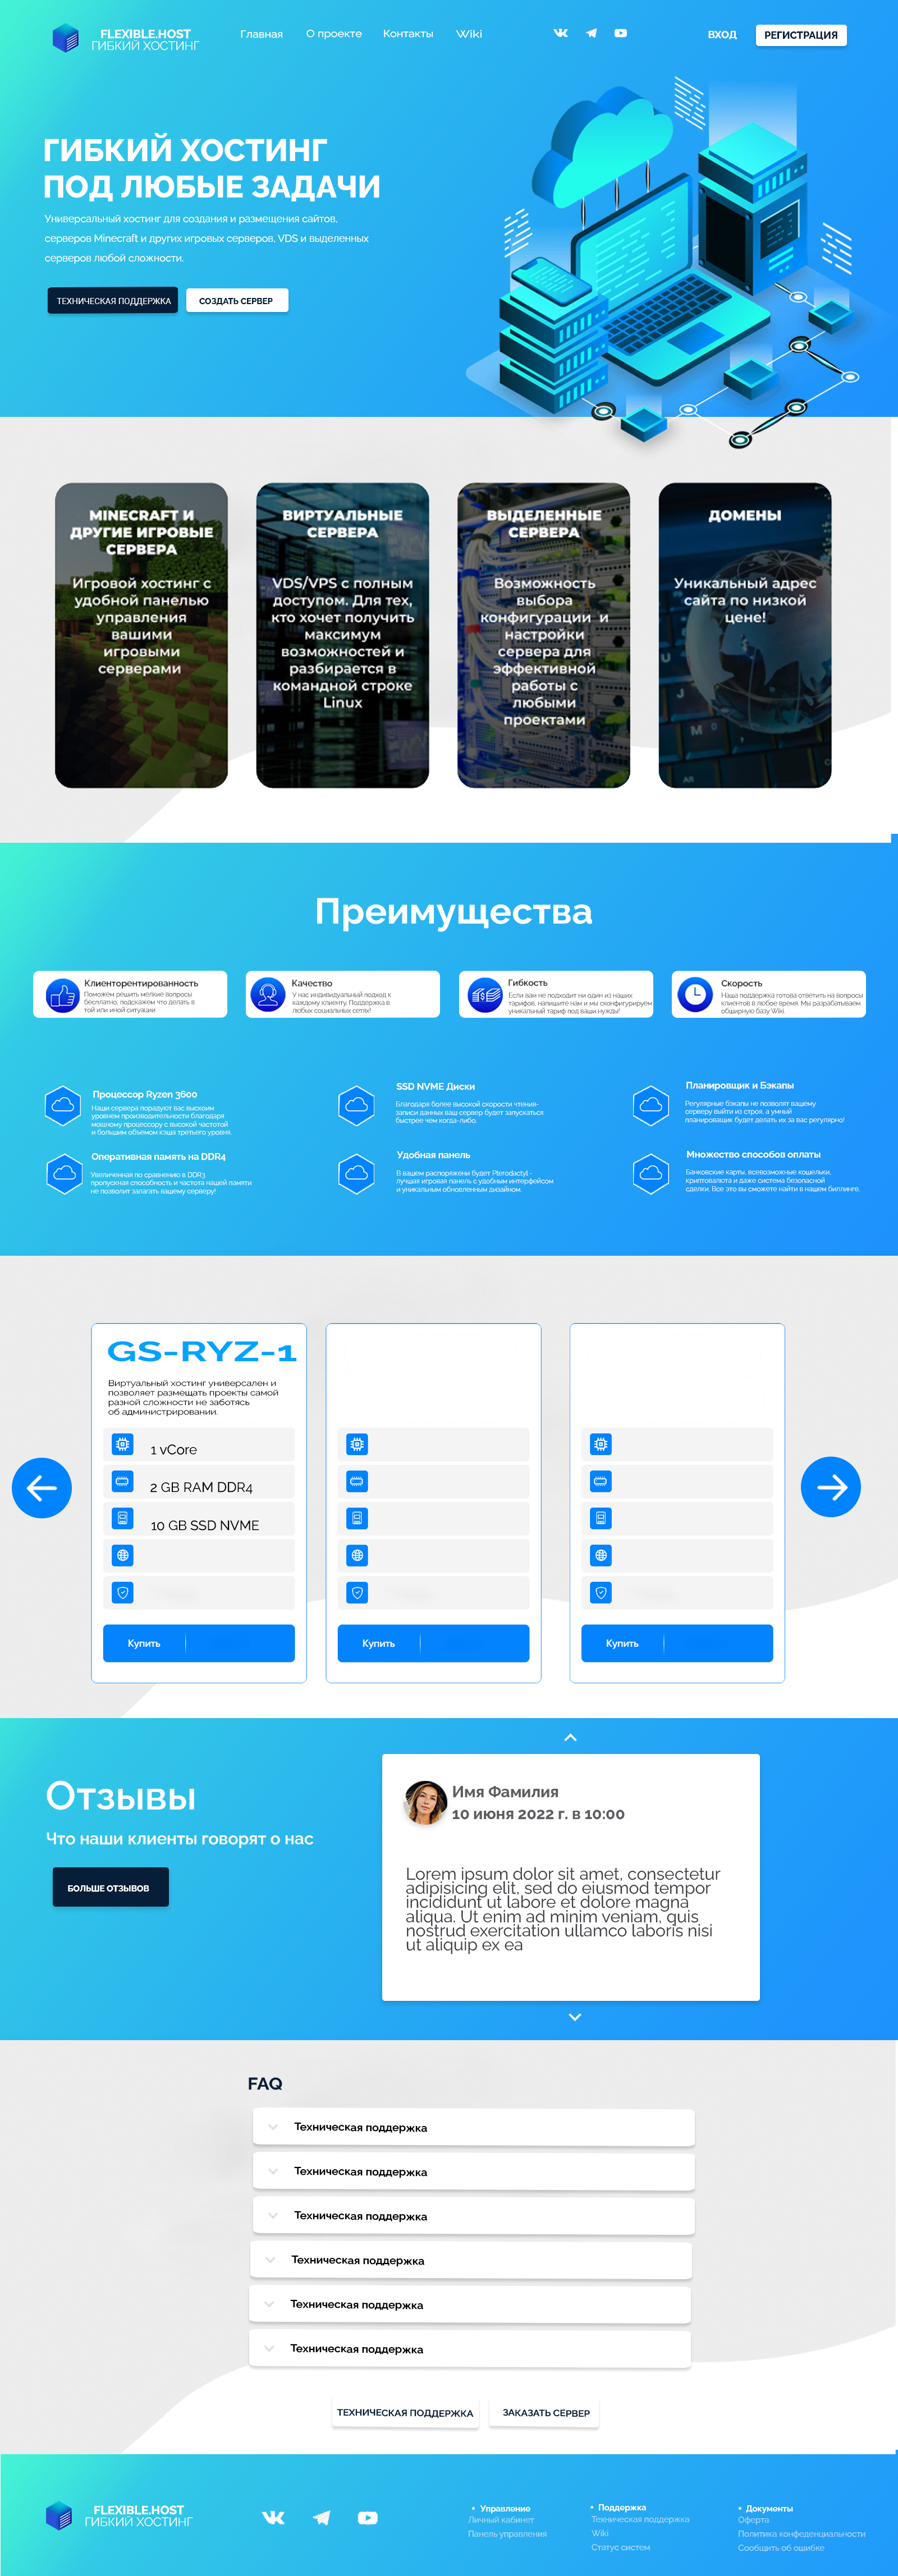 FLEXIBLE.HOST
ГИБКИЙ ХОСТИНГ
Главная
О проекте
Контакты
Wiki
ВХОД
РЕГИСТРАЦИЯ
ГИБКИЙ ХОСТИНГ
ПОД ЛЮБЫЕ ЗАДАЧИ
Универсальный хостинг для создания и размещения сайтов,
серверов Minecraft и других игровых серверов, VDS и выделенных
серверов любой сложности.
ТЕХНИЧЕСКАЯ ПОДДЕРЖКА
СОЗДАТЬ СЕРВЕР
MINECRAFT И
ДРУГИЕ ИГРОВЫЕ
СЕРВЕРА
Игровой хостинг с
удобной панелью
управления
вашими
игровыми
серверами
ВИРТУАЛЬНЫЕ
СЕРВЕРА
VDS/VPS с полным
доступом. Для тех,
кто хочет получить
максимум
возможностей и
разбирается в
командной строке
Linux
ВЫДЕЛЕННЫЕ
СЕРВЕРА
Возможность
выбора
конфигурации и
настройки
сервера для
эффективной
работы с
любыми
проектами
ДОМЕНЫ
Уникальный адрес
сайта по низкой
цене!
Преимущества
Клиенторентированность
Поможем решить мелкие вопросы
бесплатно, подскажем что делать в
той или иной ситуации
Качество
У нас индивидуальный подход к
каждому клиенту. Поддержка в
любых социальных сетях!
Гибкость
Если вам не подходит ни один из наших
тарифов, напишите нам и мы сконфигурируем
уникальный тариф под ваши нужды!
Скорость
Наша поддержка готова ответить на вопросы
клиентов в любое время. Мы разрабатываем
обширную базу Wiki.
Процессор Ryzen 3600
Наши сервера порадуют вас высоким
уровнем производительности благодаря
мощному процессору с высокой частотой
и большим объемом кэша третьего уровня.
SSD NVME Диски
Благодаря более высокой скорости чтения-
записи данных ваш сервер будет запускаться
быстрее чем когда-либо.
Планировщик и Бэкапы
Регулярные бэкапы не позволят вашему
серверу выйти из строя, а умный
планировщик будет делать их за вас регулярно!
Оперативная память на DDR4
Увеличенная по сравнению в DDR3
пропускная способность и частота нашей памяти
не позволит залагать вашему серверу!
Удобная панель
В вашем распоряжени будет Pterodactyl -
лучшая игровая панель с удобным интерфейсом
и уникальным обновленным дизайном.
Множество способов оплаты
Банковские карты, всевозможные кошельки,
криптовалюта и даже система безопасной
сделки. Все это вы сможете найти в нашем биллинге.
GS-RYZ-1
Виртуальный хостинг универсален и
позволяет размещать проекты самой
разной сложности не заботясь
об администрировании.
1 vCore
2 GB RAM DDR4
10 GB SSD NVME
Купить
Купить
Купить
Отзывы
Что наши клиенты говорят о нас
БОЛЬШЕ ОТЗЫВОВ
Имя Фамилия
10 июня 2022 г. в 10:00
Lorem ipsum dolor sit amet, consectetur
adipisicing elit, sed do eiusmod tempor
incididunt ut labore et dolore magna
aliqua. Ut enim ad minim veniam, quis
nostrud exercitation ullamco laboris nisi
ut aliquip ex ea
FAQ
Техническая поддержка
Техническая поддержка
Техническая поддержка
Техническая поддержка
Техническая поддержка
Техническая поддержка
ТЕХНИЧЕСКАЯ ПОДДЕРЖКА
ЗАКАЗАТЬ СЕРВЕР
FLEXIBLE.HOST
ГИБКИЙ ХОСТИНГ
• Управление
Личный кабинет
Панель управления
• Поддержка
Техническая поддержка
Wiki
Статус систем
• Документы
Оферта
Политика конфеденциальности
Сообщить об ошибке